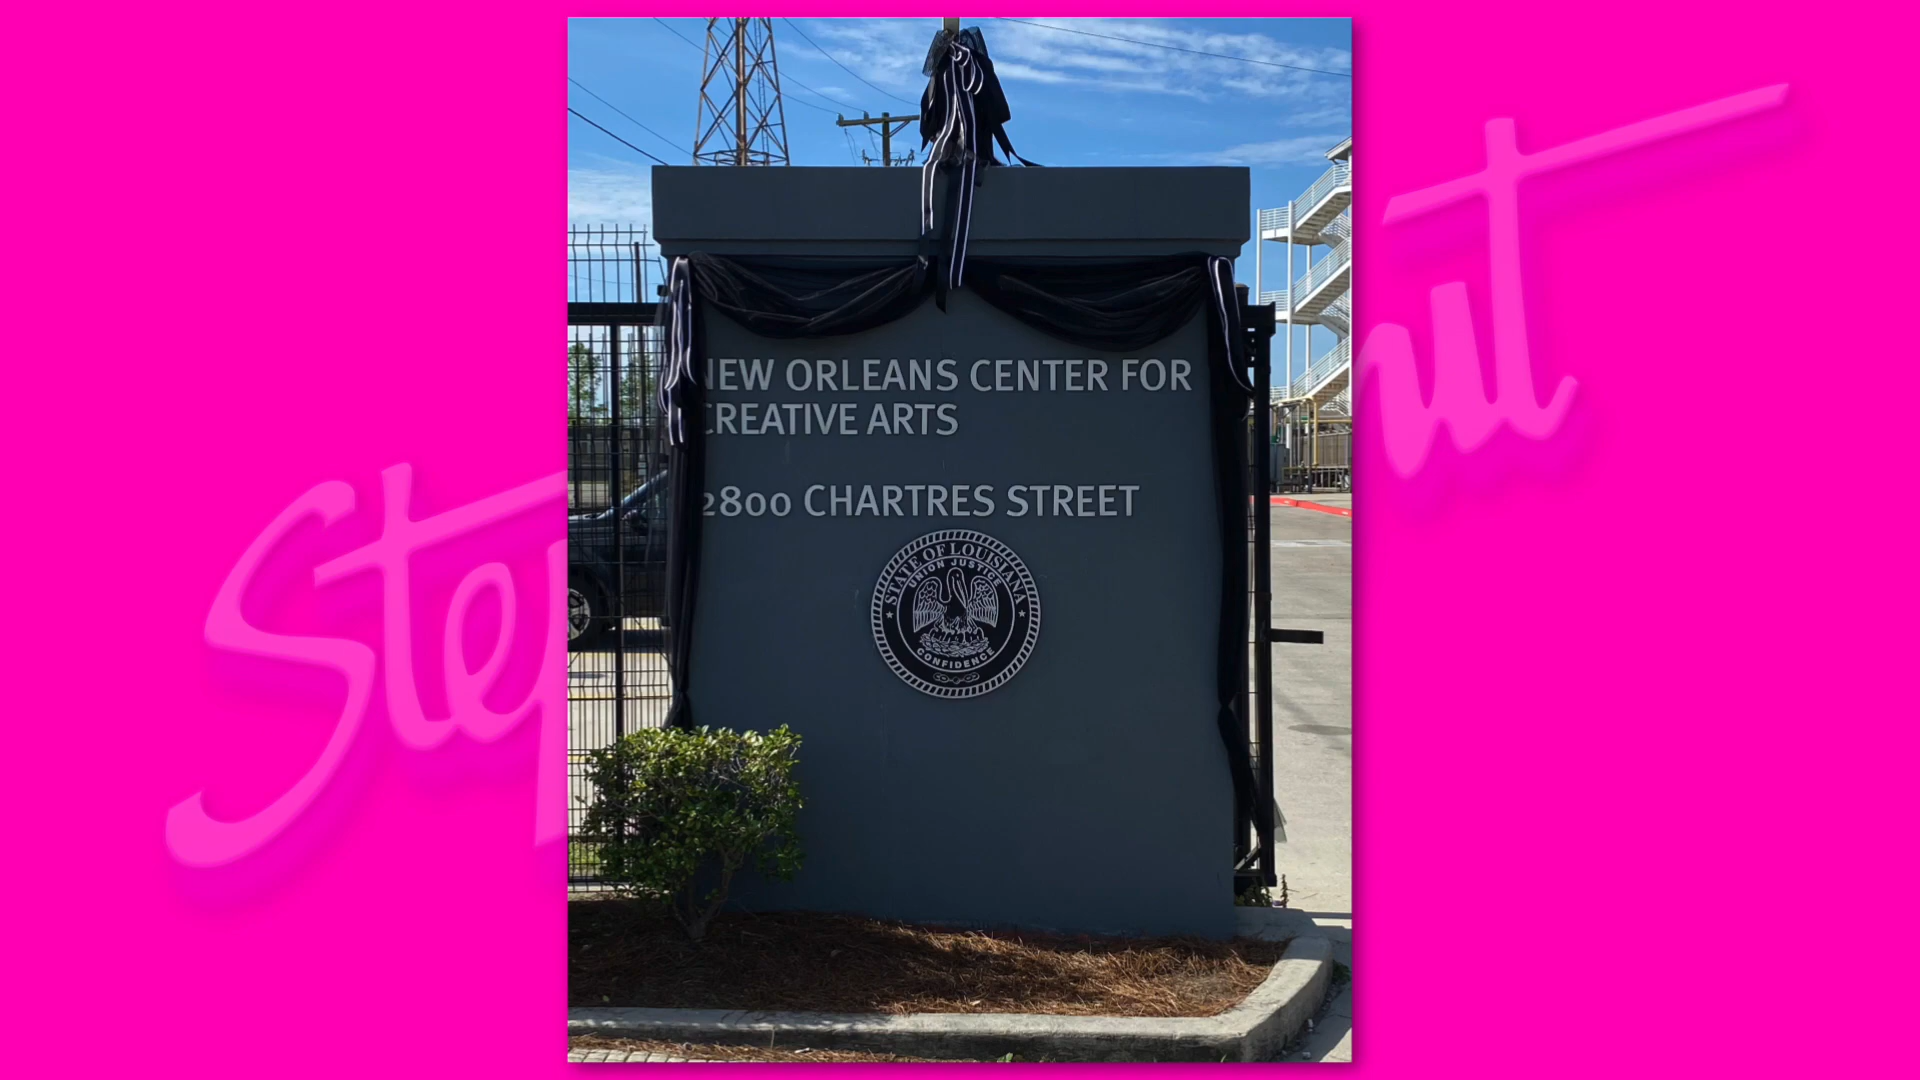 NEW ORLEANS CENTER FOR
CREATIVE ARTS
2800 CHARTRES STREET
STATE OF LOUISIANA
UNION JUSTICE
CONFIDENCE